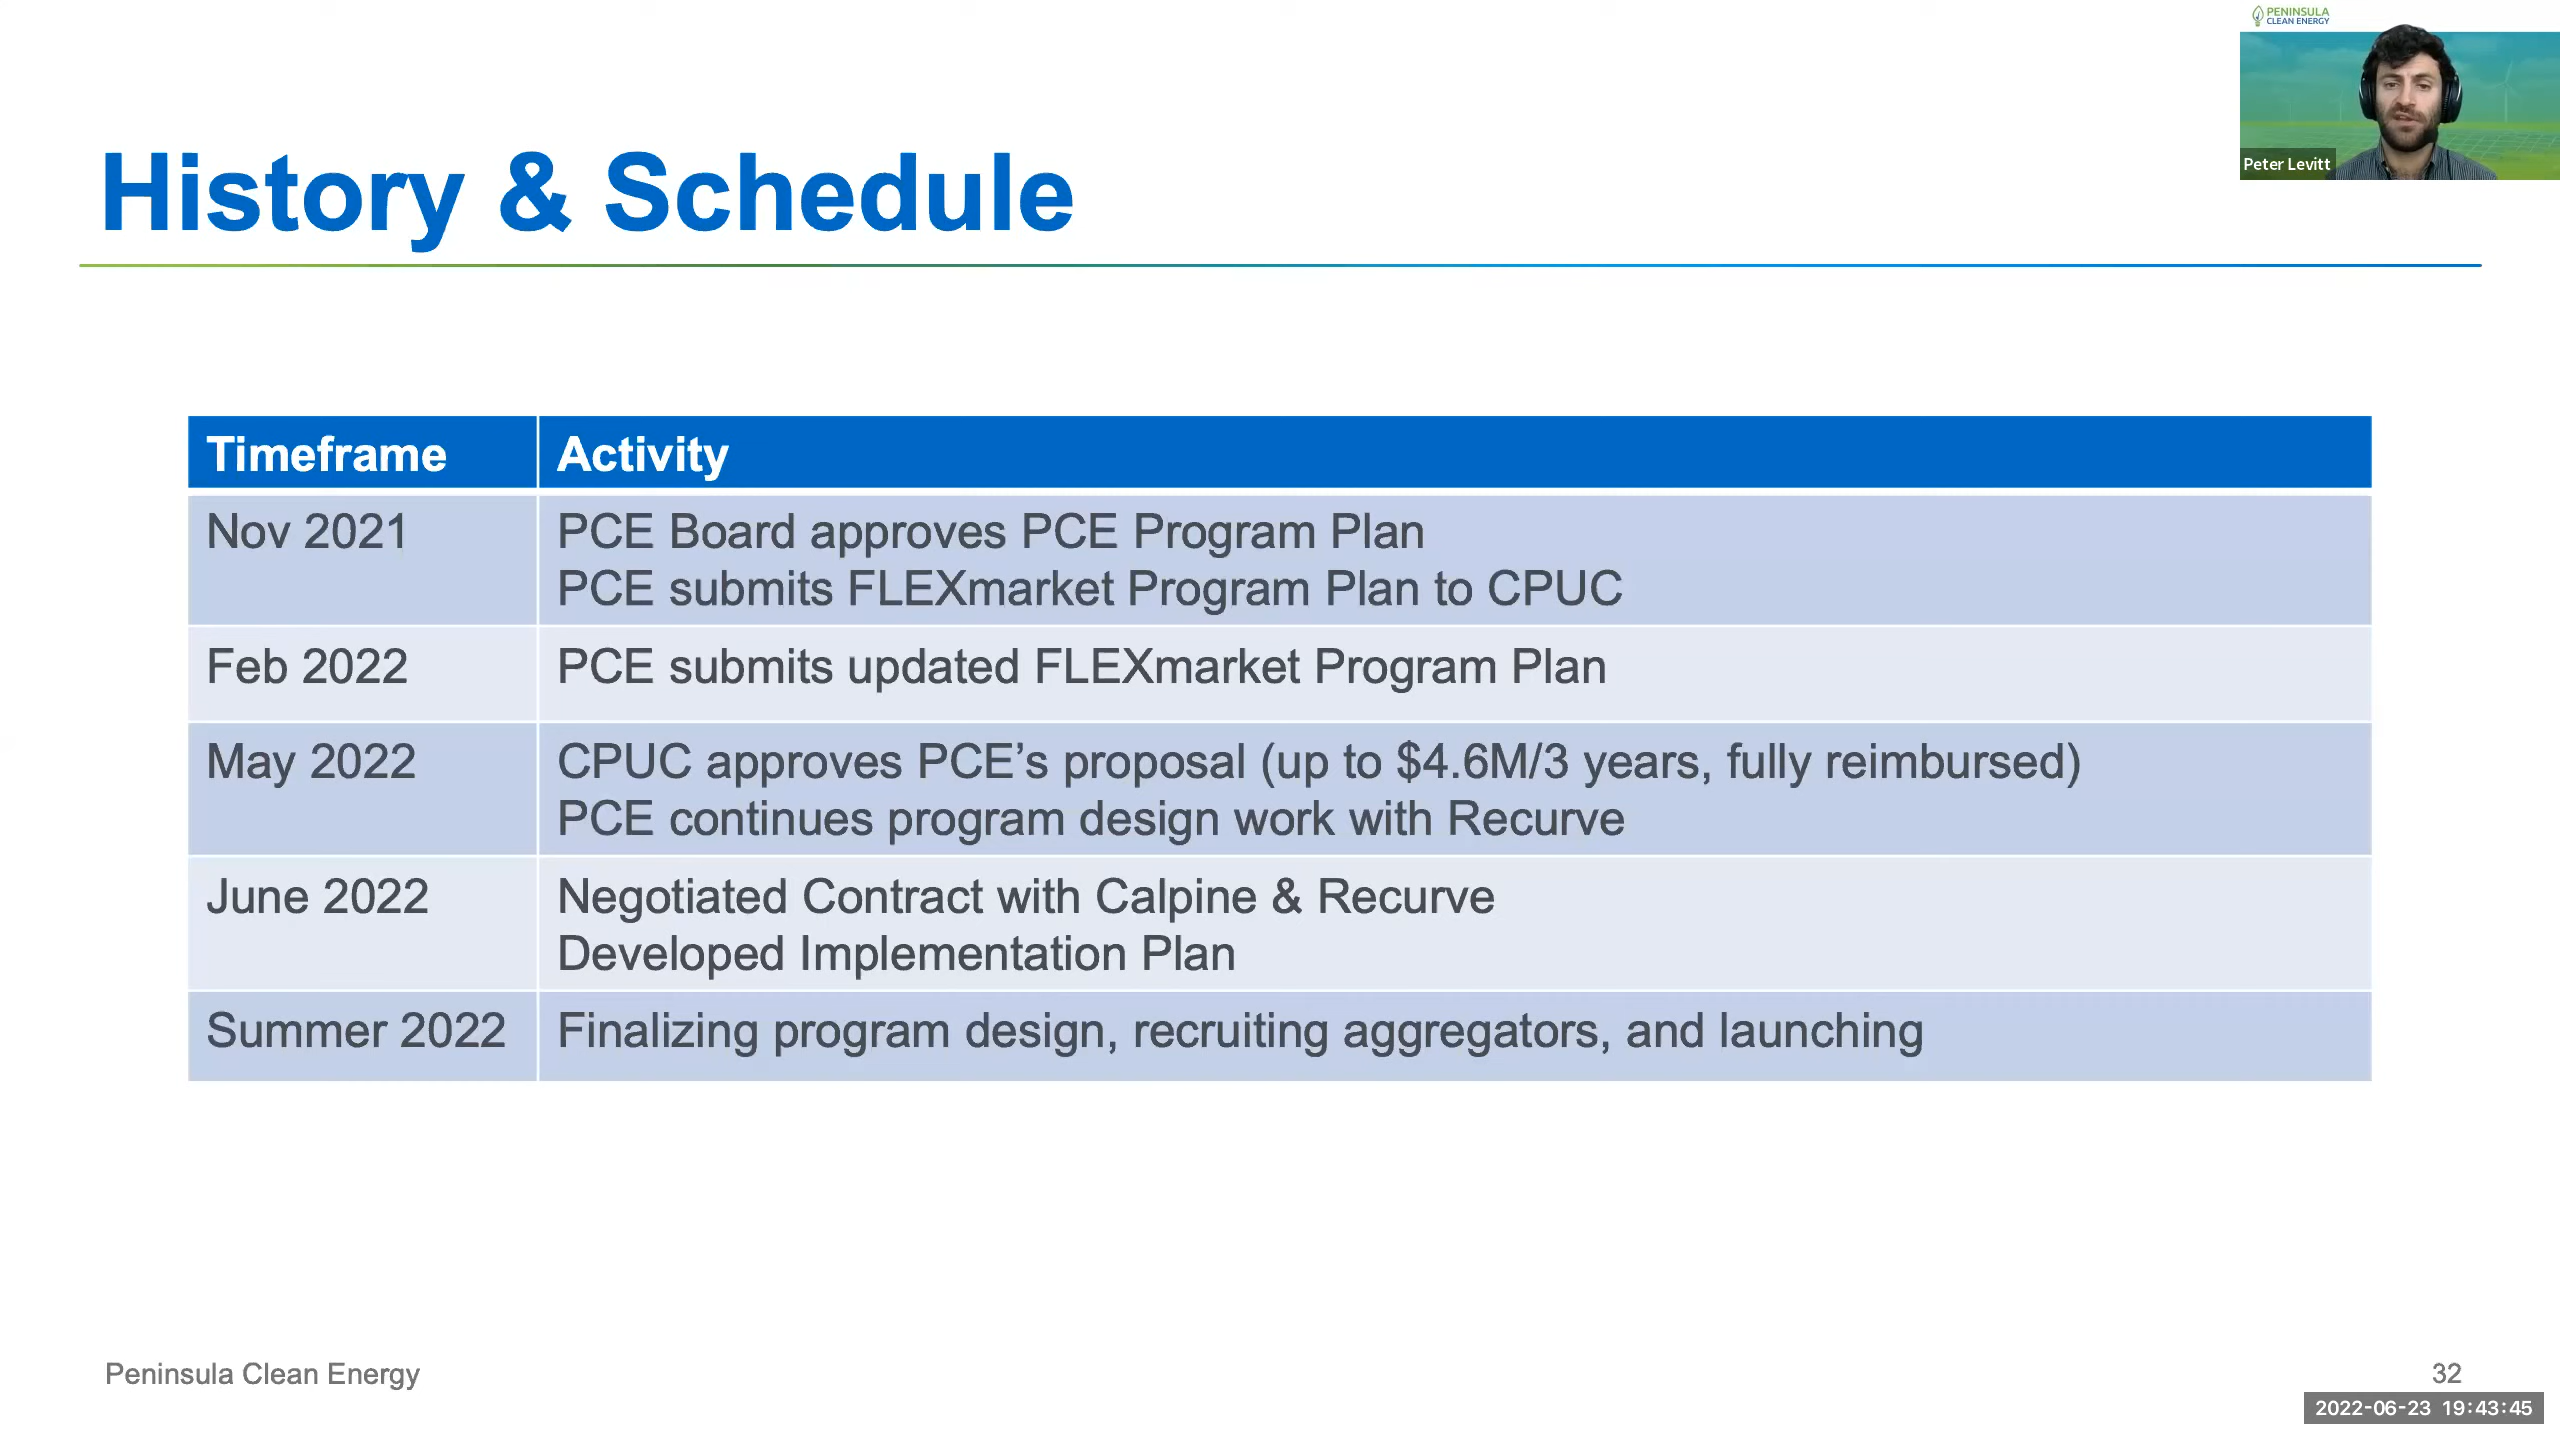 PENINSULA
CLEAN ENERGY
Peter Levitt
History & Schedule
Timeframe Activity
Nov 2021 PCE Board approves PCE Program Plan
PCE submits FLEXmarket Program Plan to CPUC
Feb 2022 PCE submits updated FLEXmarket Program Plan
May 2022 CPUC approves PCE’s proposal (up to $4.6M/3 years, fully reimbursed)
PCE continues program design work with Recurve
June 2022 Negotiated Contract with Calpine & Recurve
Developed Implementation Plan
Summer 2022 Finalizing program design, recruiting aggregators, and launching
Peninsula Clean Energy
32
2022-06-23 19:43:45